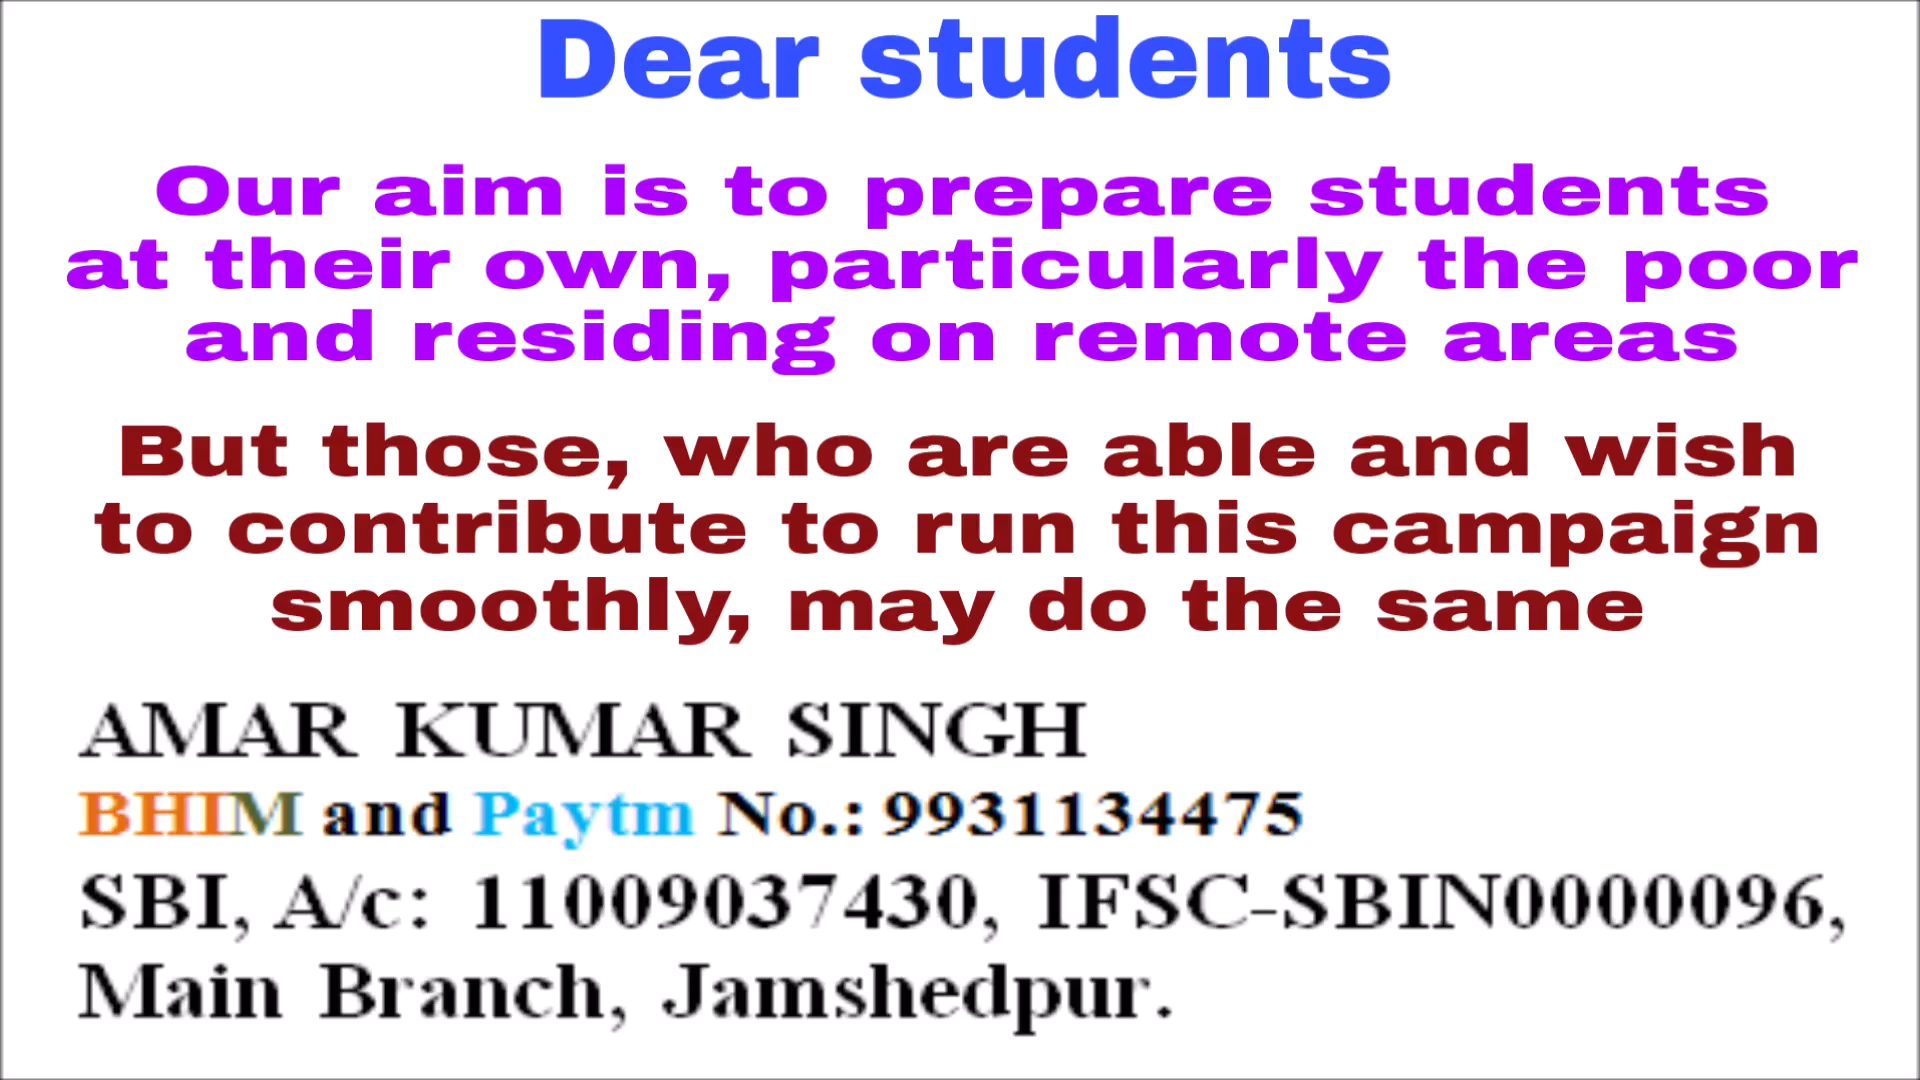 Dear students
Our aim is to prepare students
at their own, particularly the poor
and residing on remote areas
But those, who are able and wish
to contribute to run this campaign
smoothly, may do the same
AMAR KUMAR SINGH
BHIM and Paytm No.: 9931134475
SBI, A/c: 11009037430, IFSC-SBIN0000096,
Main Branch, Jamshedpur.